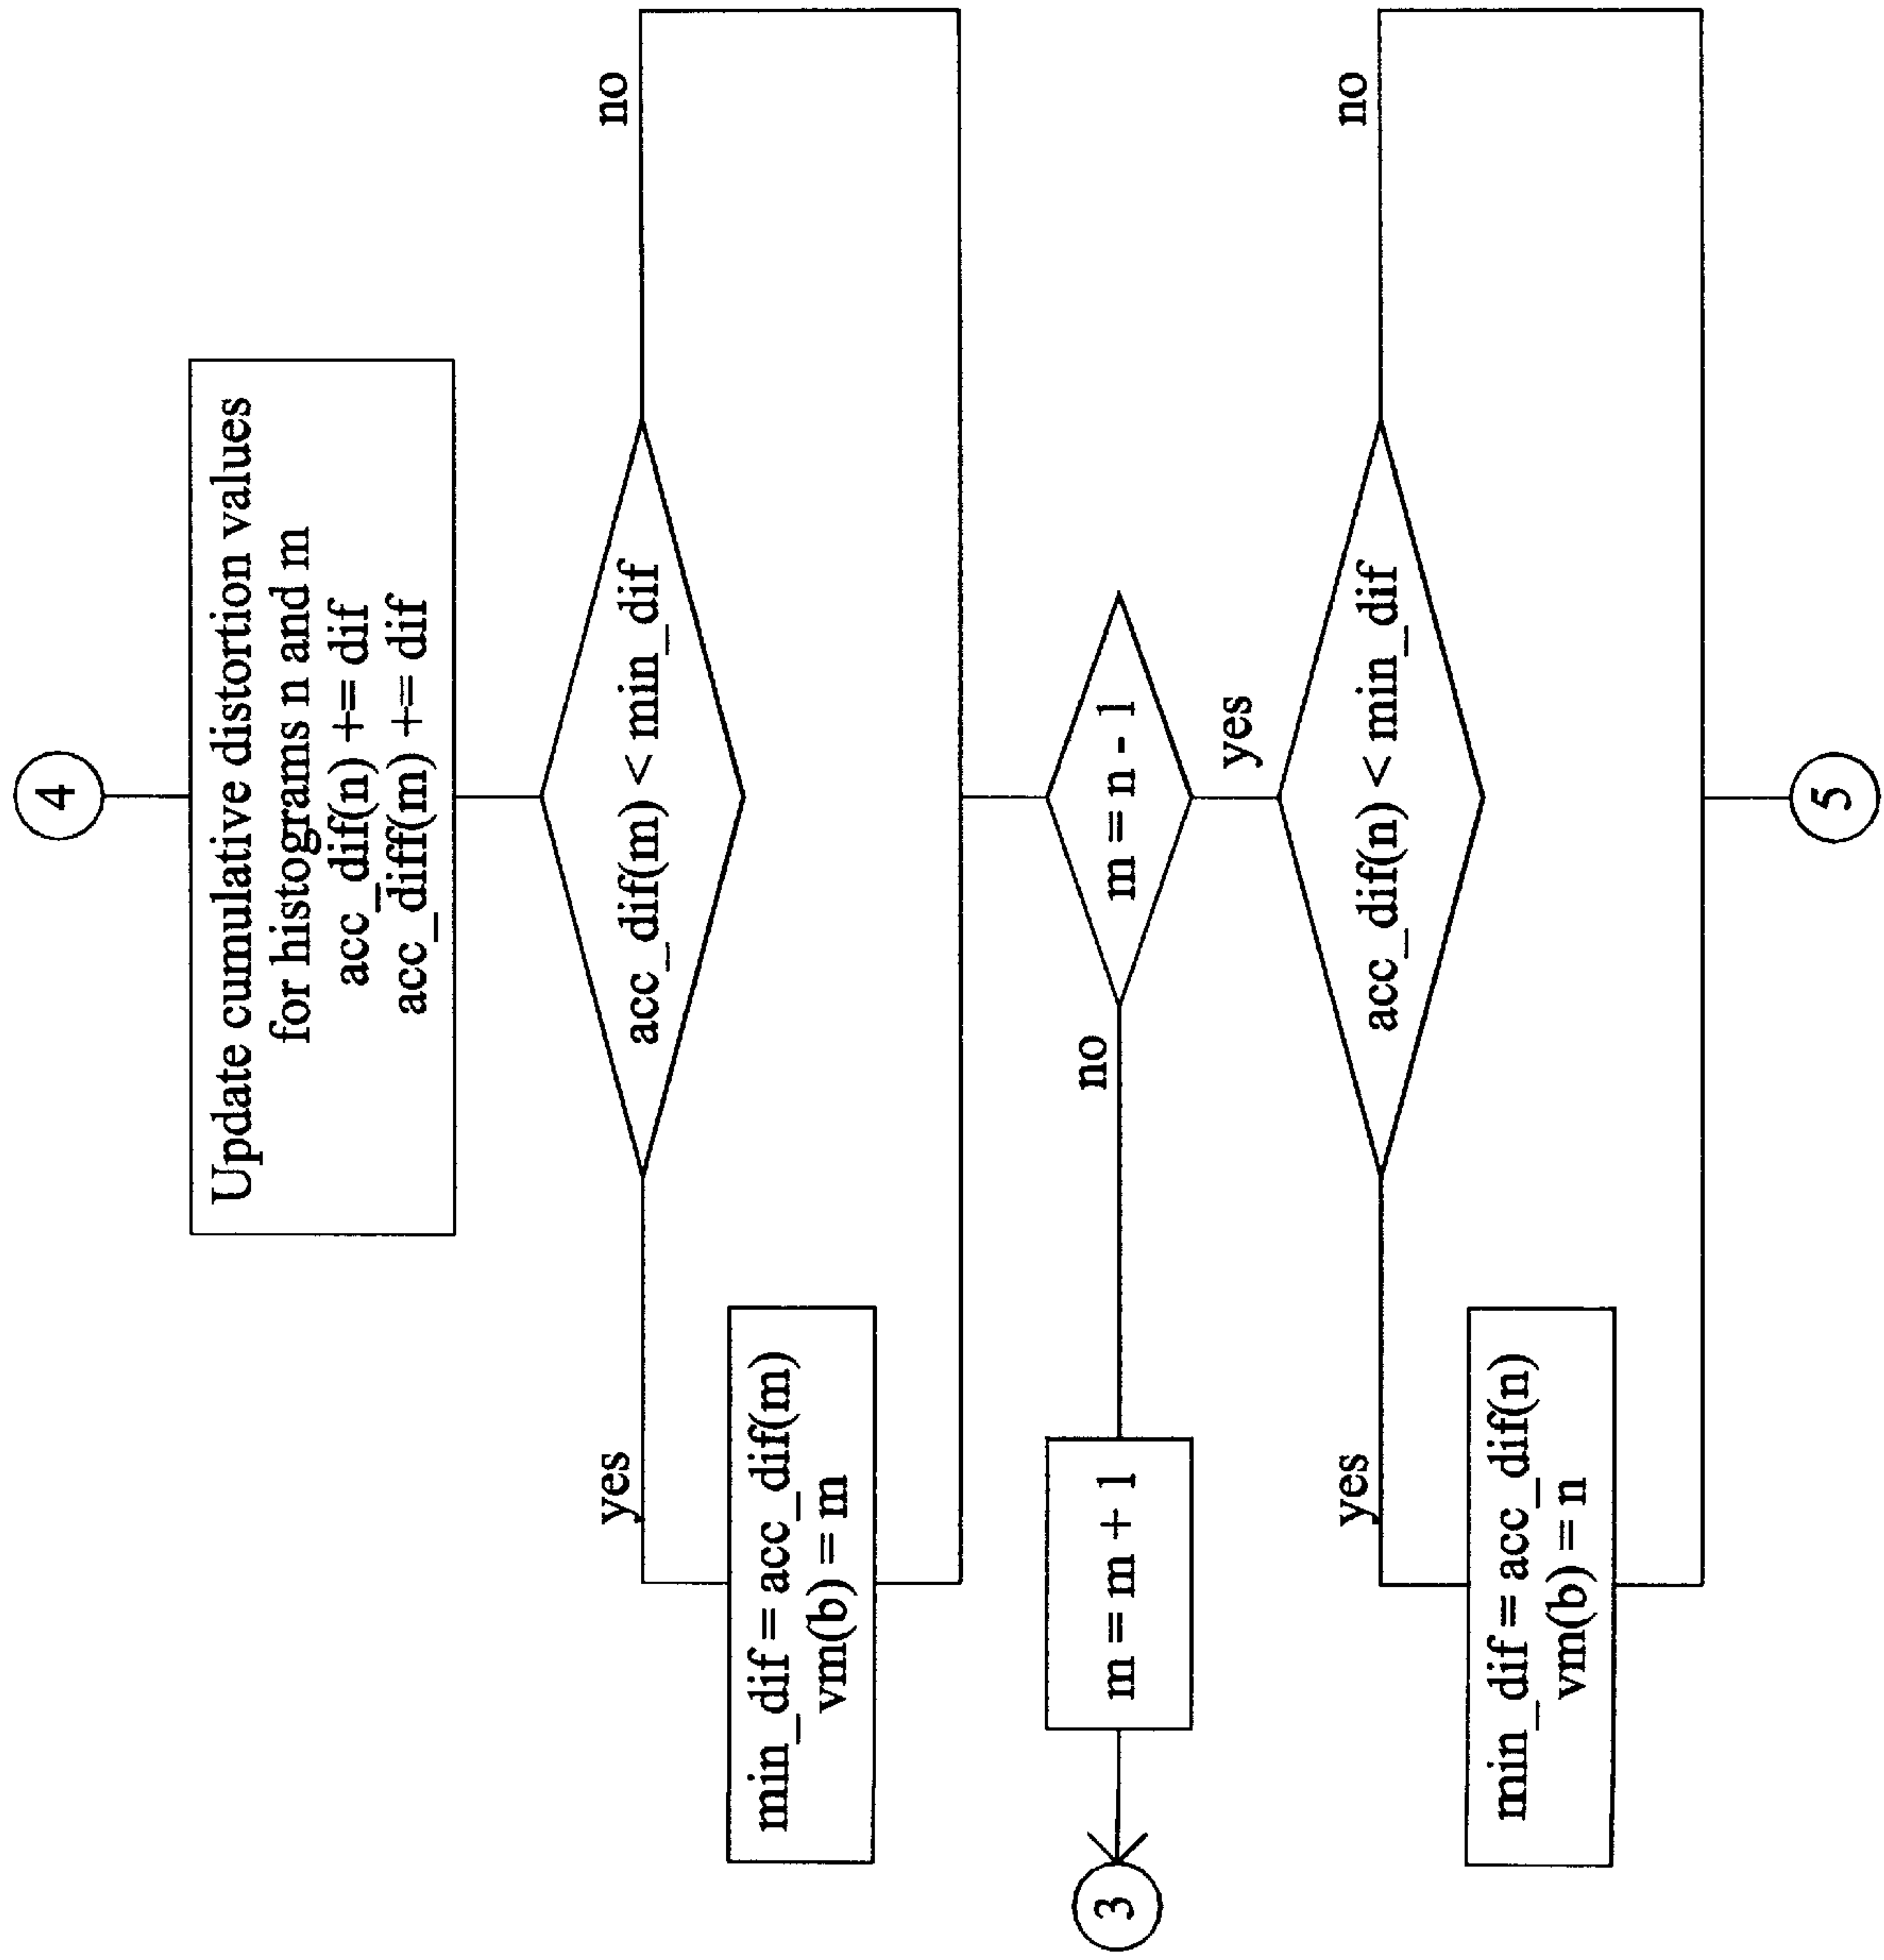 4
Update cumulative distortion values
for histograms n and m
acc_dif(n) += dif
acc_diff(m) += dif
acc_dif(m) < min_dif
yes
no
min_dif = acc_dif(m)
vm(b) = m
m = n - 1
no
yes
m = m + 1
3
acc_dif(n) < min_dif
yes
no
min_dif = acc_dif(n)
vm(b) = n
5